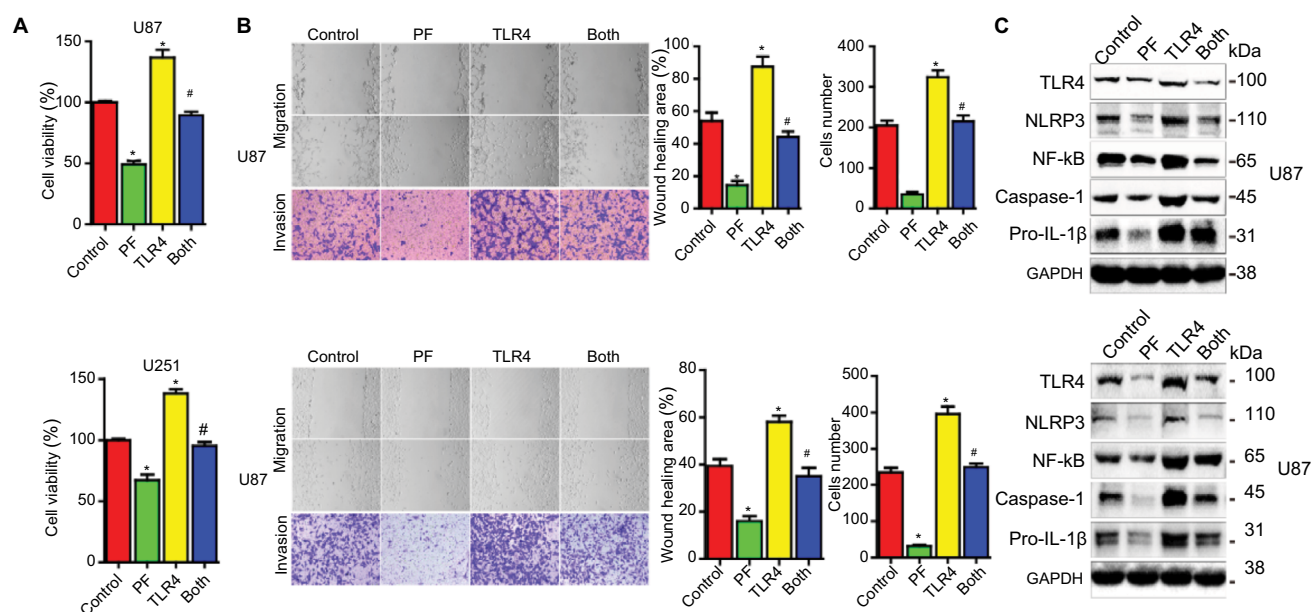 A
U87
Cell viability (%)
150
100
50
0
*
*
#
Control
PF
TLR4
Both
B
Control PF TLR4 Both
U87
Migration
Invasion
Wound healing area (%)
100
80
60
40
20
0
*
*
#
Control
PF
TLR4
Both
Cells number
400
300
200
100
0
*
#
Control
PF
TLR4
Both
C
Control PF TLR4 Both kDa
TLR4 -100
NLRP3 -110
NF-kB -65
Caspase-1 -45
Pro-IL-1β -31
GAPDH -38
U87
U251
Cell viability (%)
150
100
50
0
*
*
#
Control
PF
TLR4
Both
Control PF TLR4 Both
U87
Migration
Invasion
Wound healing area (%)
80
60
40
20
0
*
*
#
Control
PF
TLR4
Both
Cells number
500
400
300
200
100
0
*
*
#
Control
PF
TLR4
Both
Control PF TLR4 Both kDa
TLR4 - 100
NLRP3 - 110
NF-kB - 65
Caspase-1 - 45
Pro-IL-1β - 31
GAPDH - 38
U87